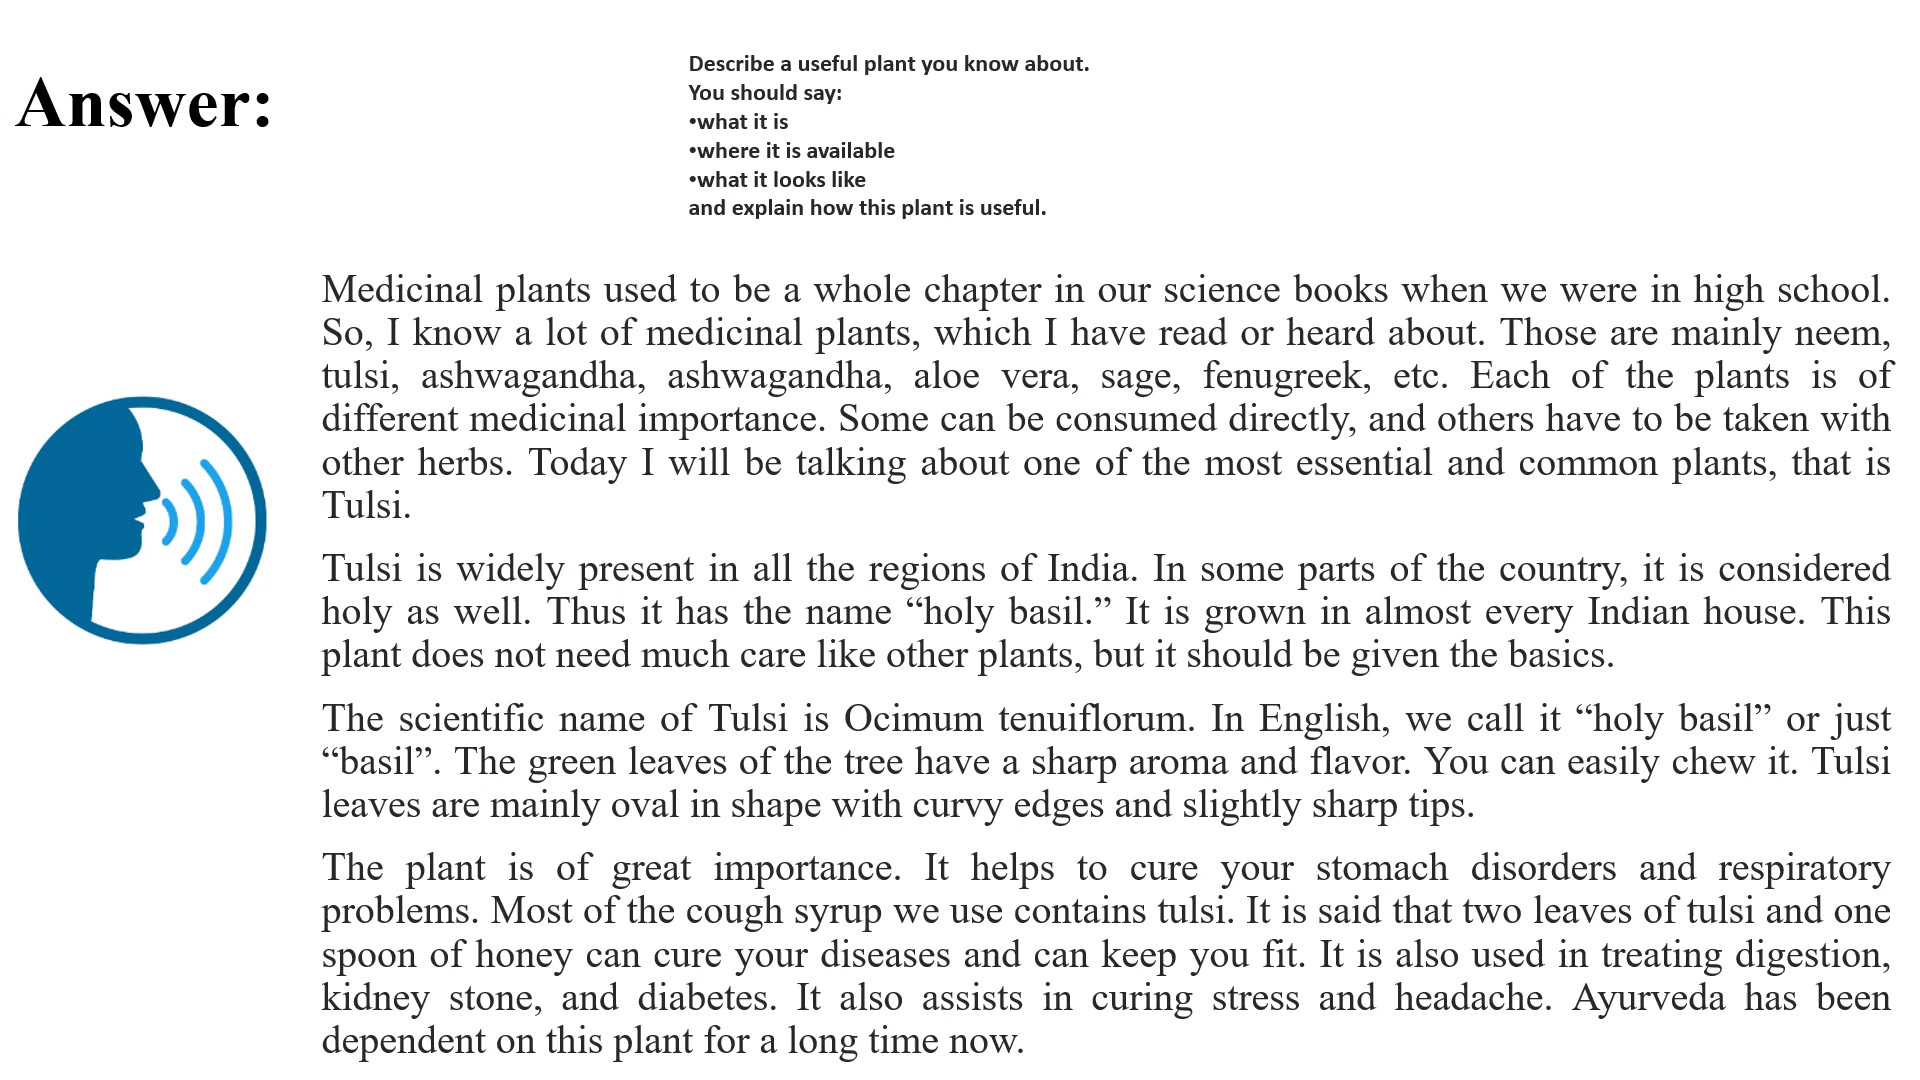 Answer:
Describe a useful plant you know about.
You should say:
•what it is
•where it is available
•what it looks like
and explain how this plant is useful.
Medicinal plants used to be a whole chapter in our science books when we were in high school.
So, I know a lot of medicinal plants, which I have read or heard about. Those are mainly neem,
tulsi, ashwagandha, ashwagandha, aloe vera, sage, fenugreek, etc. Each of the plants is of
different medicinal importance. Some can be consumed directly, and others have to be taken with
other herbs. Today I will be talking about one of the most essential and common plants, that is
Tulsi.
Tulsi is widely present in all the regions of India. In some parts of the country, it is considered
holy as well. Thus it has the name “holy basil.” It is grown in almost every Indian house. This
plant does not need much care like other plants, but it should be given the basics.
The scientific name of Tulsi is Ocimum tenuiflorum. In English, we call it “holy basil” or just
“basil”. The green leaves of the tree have a sharp aroma and flavor. You can easily chew it. Tulsi
leaves are mainly oval in shape with curvy edges and slightly sharp tips.
The plant is of great importance. It helps to cure your stomach disorders and respiratory
problems. Most of the cough syrup we use contains tulsi. It is said that two leaves of tulsi and one
spoon of honey can cure your diseases and can keep you fit. It is also used in treating digestion,
kidney stone, and diabetes. It also assists in curing stress and headache. Ayurveda has been
dependent on this plant for a long time now.